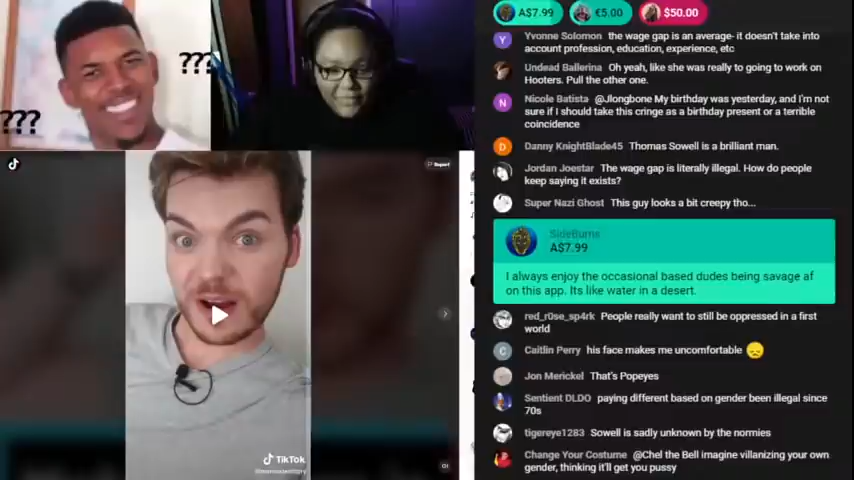 ???
???
Report
TikTok
A$7.99
€5.00
$50.00
Yvonne Solomon the wage gap is an average- it doesn't take into
account profession, education, experience, etc
Undead Ballerina Oh yeah, like she was really to going to work on
Hooters. Pull the other one.
Nicole Batista @Jlongbone My birthday was yesterday, and I'm not
sure if I should take this cringe as a birthday present or a terrible
coincidence
Danny KnightBlade45 Thomas Sowell is a brilliant man.
Jordan Joestar The wage gap is literally illegal. How do people
keep saying it exists?
Super Nazi Ghost This guy looks a bit creepy tho...
SideBurns
A$7.99
I always enjoy the occasional based dudes being savage af
on this app. Its like water in a desert.
red_r0se_sp4rk People really want to still be oppressed in a first
world
Caitlin Perry his face makes me uncomfortable 😞
Jon Merickel That's Popeyes
Sentient DLDO paying different based on gender been illegal since
70s
tigereye1283 Sowell is sadly unknown by the normies
Change Your Costume @Chel the Bell imagine villanizing your own
gender, thinking it'll get you pussy